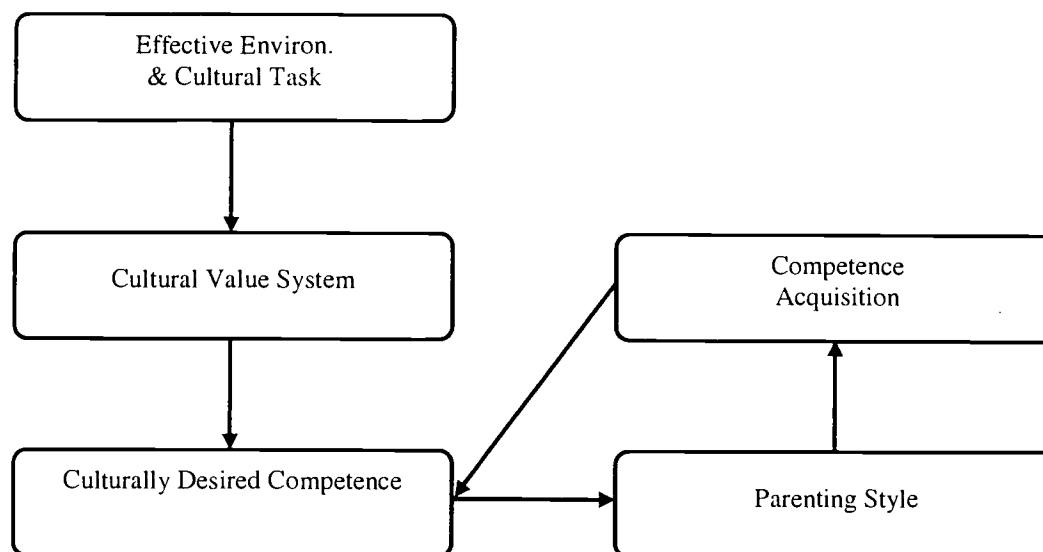 Effective Environ.
& Cultural Task
Cultural Value System
Competence
Acquisition
Culturally Desired Competence
Parenting Style